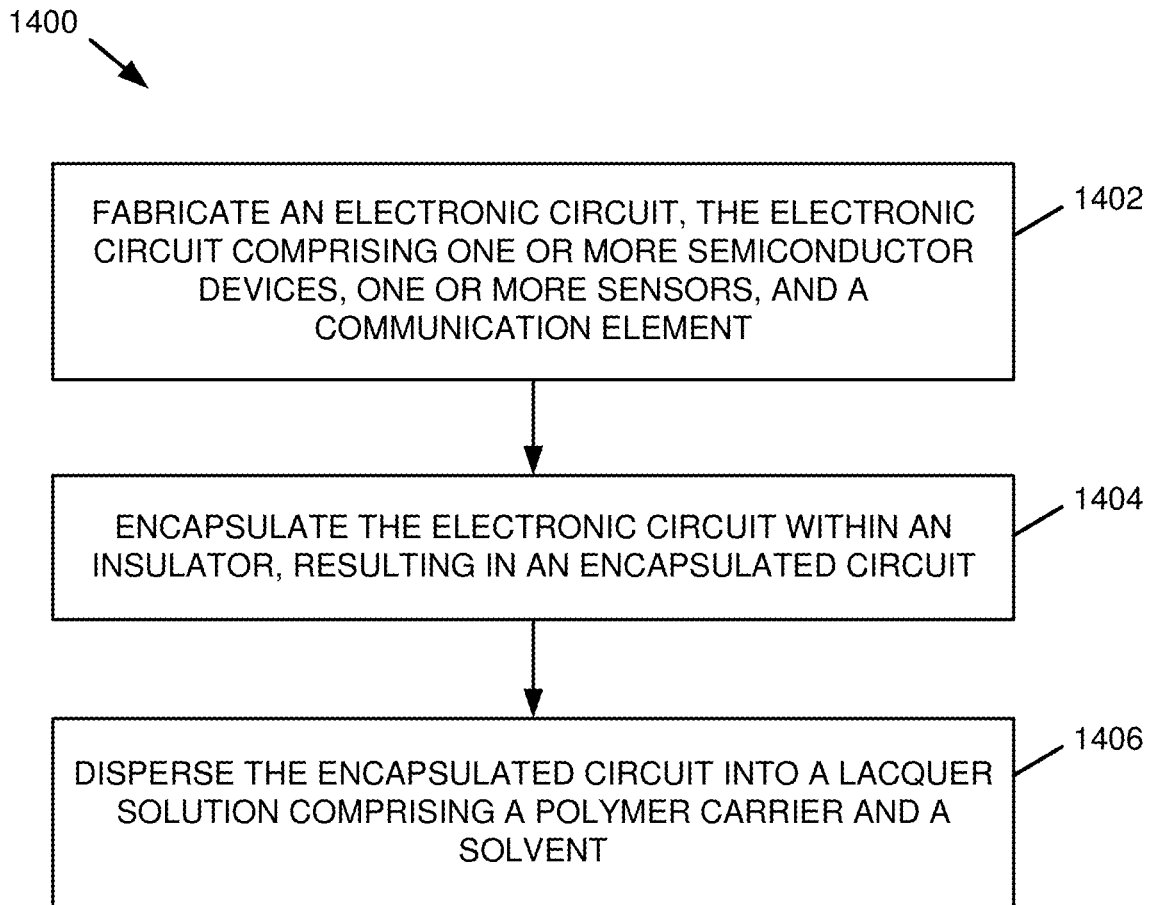 1400
FABRICATE AN ELECTRONIC CIRCUIT, THE ELECTRONIC
CIRCUIT COMPRISING ONE OR MORE SEMICONDUCTOR
DEVICES, ONE OR MORE SENSORS, AND A
COMMUNICATION ELEMENT
1402
ENCAPSULATE THE ELECTRONIC CIRCUIT WITHIN AN
INSULATOR, RESULTING IN AN ENCAPSULATED CIRCUIT
1404
DISPERSE THE ENCAPSULATED CIRCUIT INTO A LACQUER
SOLUTION COMPRISING A POLYMER CARRIER AND A
SOLVENT
1406